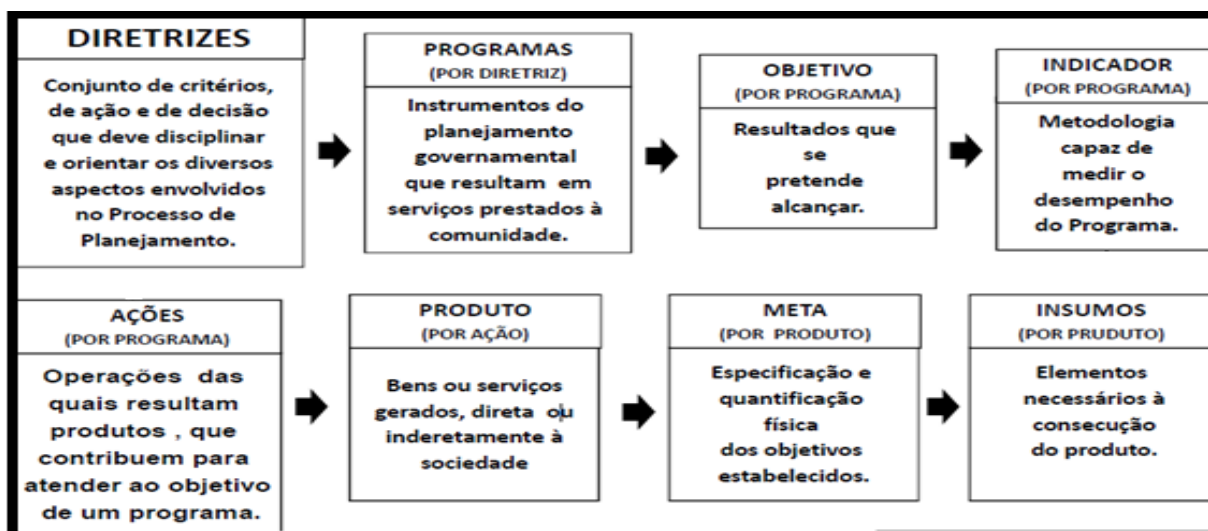 DIRETRIZES
Conjunto de critérios,
de ação e de decisão
que deve disciplinar
e orientar os diversos
aspectos envolvidos
no Processo de
Planejamento.
PROGRAMAS
(POR DIRETRIZ)
Instrumentos do
planejamento
governamental
que resultam em
serviços prestados à
comunidade.
OBJETIVO
(POR PROGRAMA)
Resultados que
se
pretende
alcançar.
INDICADOR
(POR PROGRAMA)
Metodologia
capaz de
medir o
desempenho
do Programa.
AÇÕES
(POR PROGRAMA)
Operações das
quais resultam
produtos , que
contribuem para
atender ao objetivo
de um programa.
PRODUTO
(POR AÇÃO)
Bens ou serviços
gerados, direta ou
inderetamente à
sociedade
META
(POR PRODUTO)
Especificação e
quantificação
física
dos objetivos
estabelecidos.
INSUMOS
(POR PRUDUTO)
Elementos
necessários à
consecução
do produto.